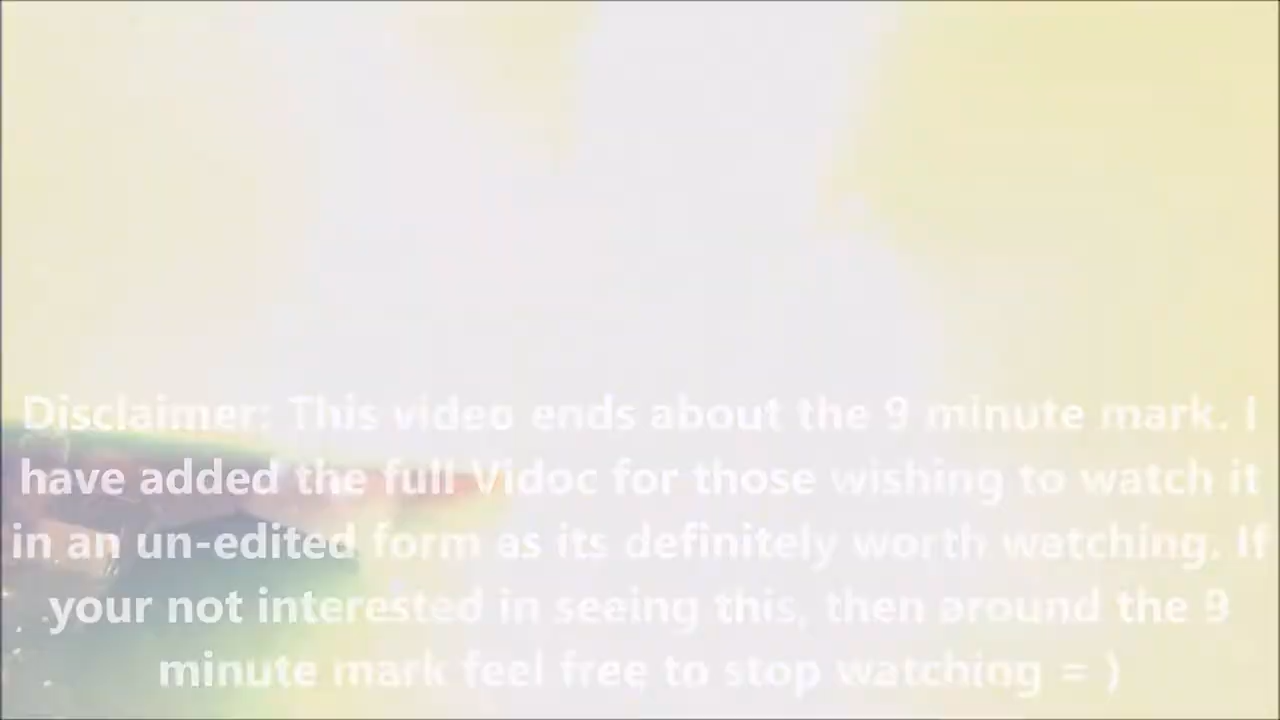 Disclaimer: This video ends about the 9 minute mark. I
have added the full Vidoc for those wishing to watch it
in an un-edited form as its definitely worth watching. If
your not interested in seeing this, then around the 9
minute mark feel free to stop watching = )